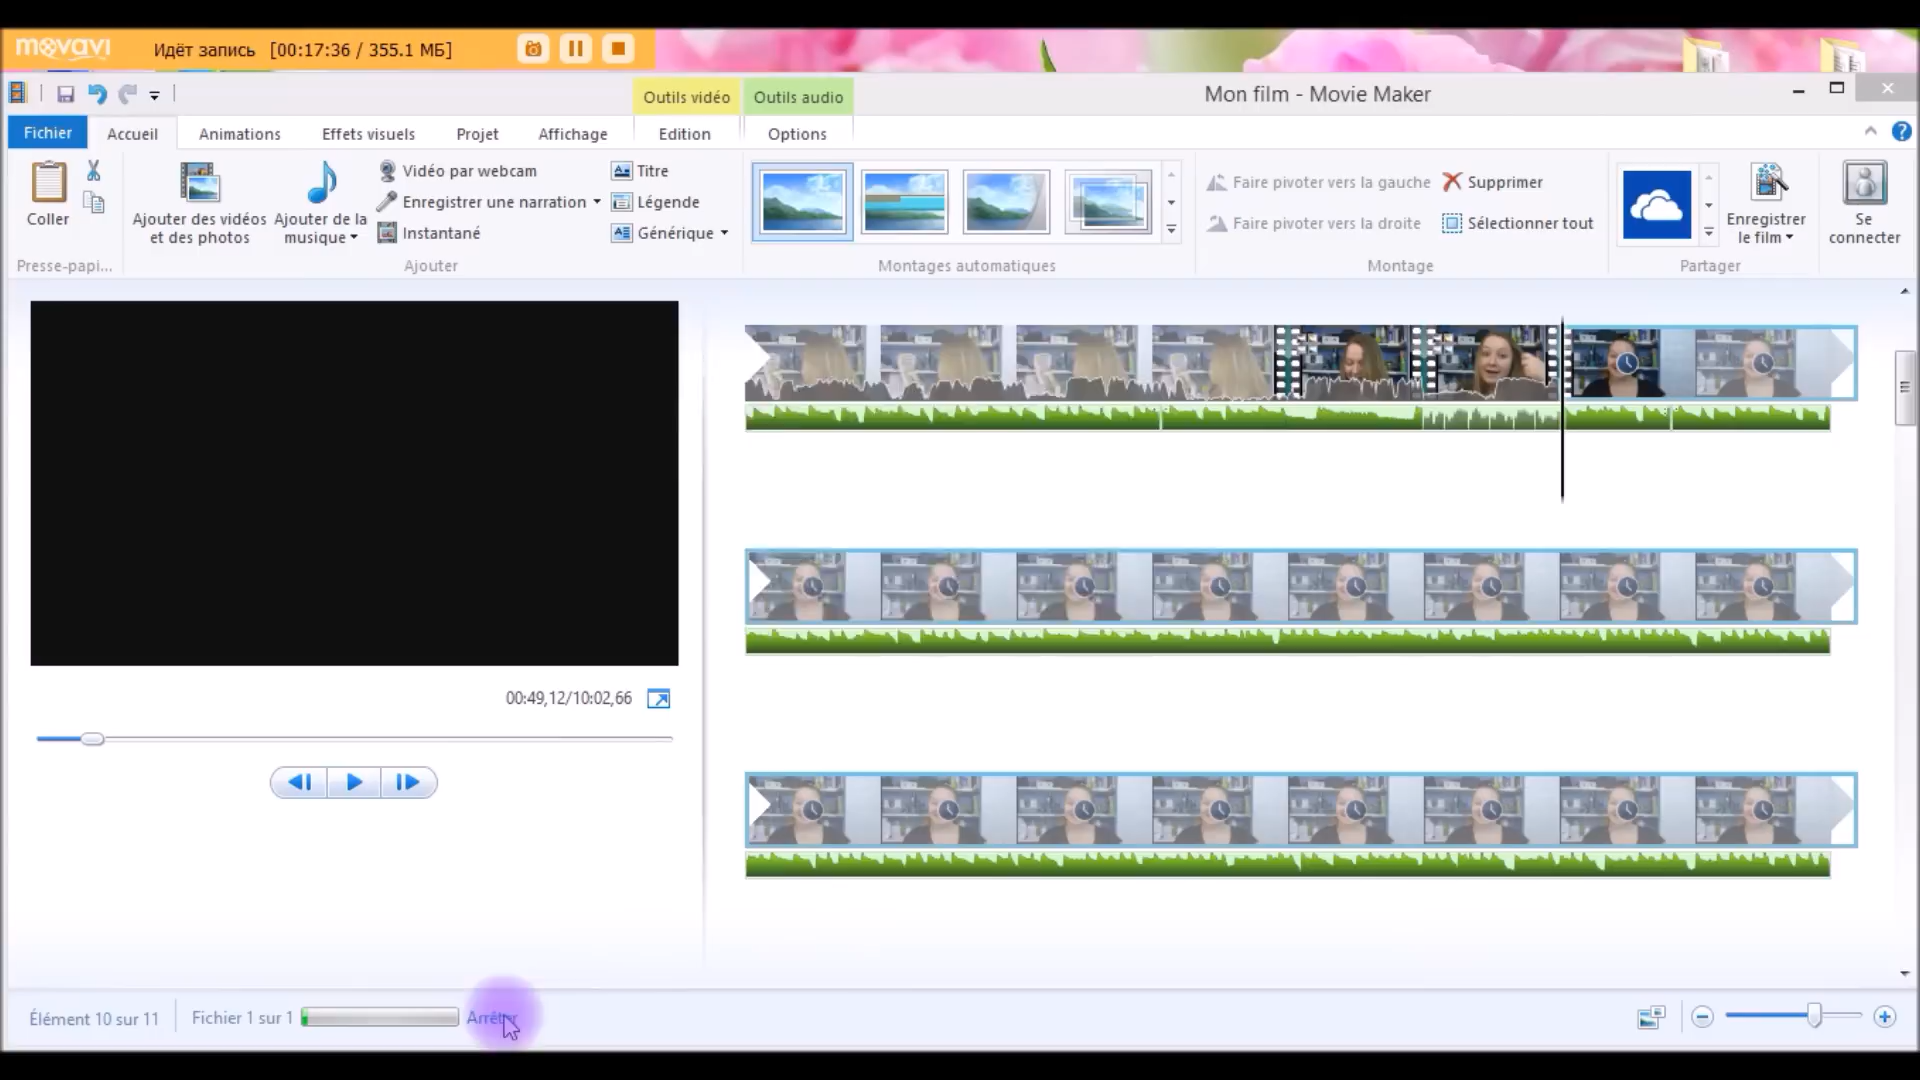 movavi
Идёт запись [00:17:36 / 355.1 МБ]
Outils vidéo
Outils audio
Mon film - Movie Maker
Fichier
Accueil
Animations
Effets visuels
Projet
Affichage
Edition
Options
Coller
Ajouter des vidéos
et des photos
Ajouter de la
musique
Vidéo par webcam
Enregistrer une narration
Instantané
Titre
Légende
Générique
Faire pivoter vers la gauche
Faire pivoter vers la droite
Supprimer
Sélectionner tout
Enregistrer
le film
Se
connecter
Presse-papi...
Ajouter
Montages automatiques
Montage
Partager
00:49,12/10:02,66
Élément 10 sur 11
Fichier 1 sur 1
Arrêter